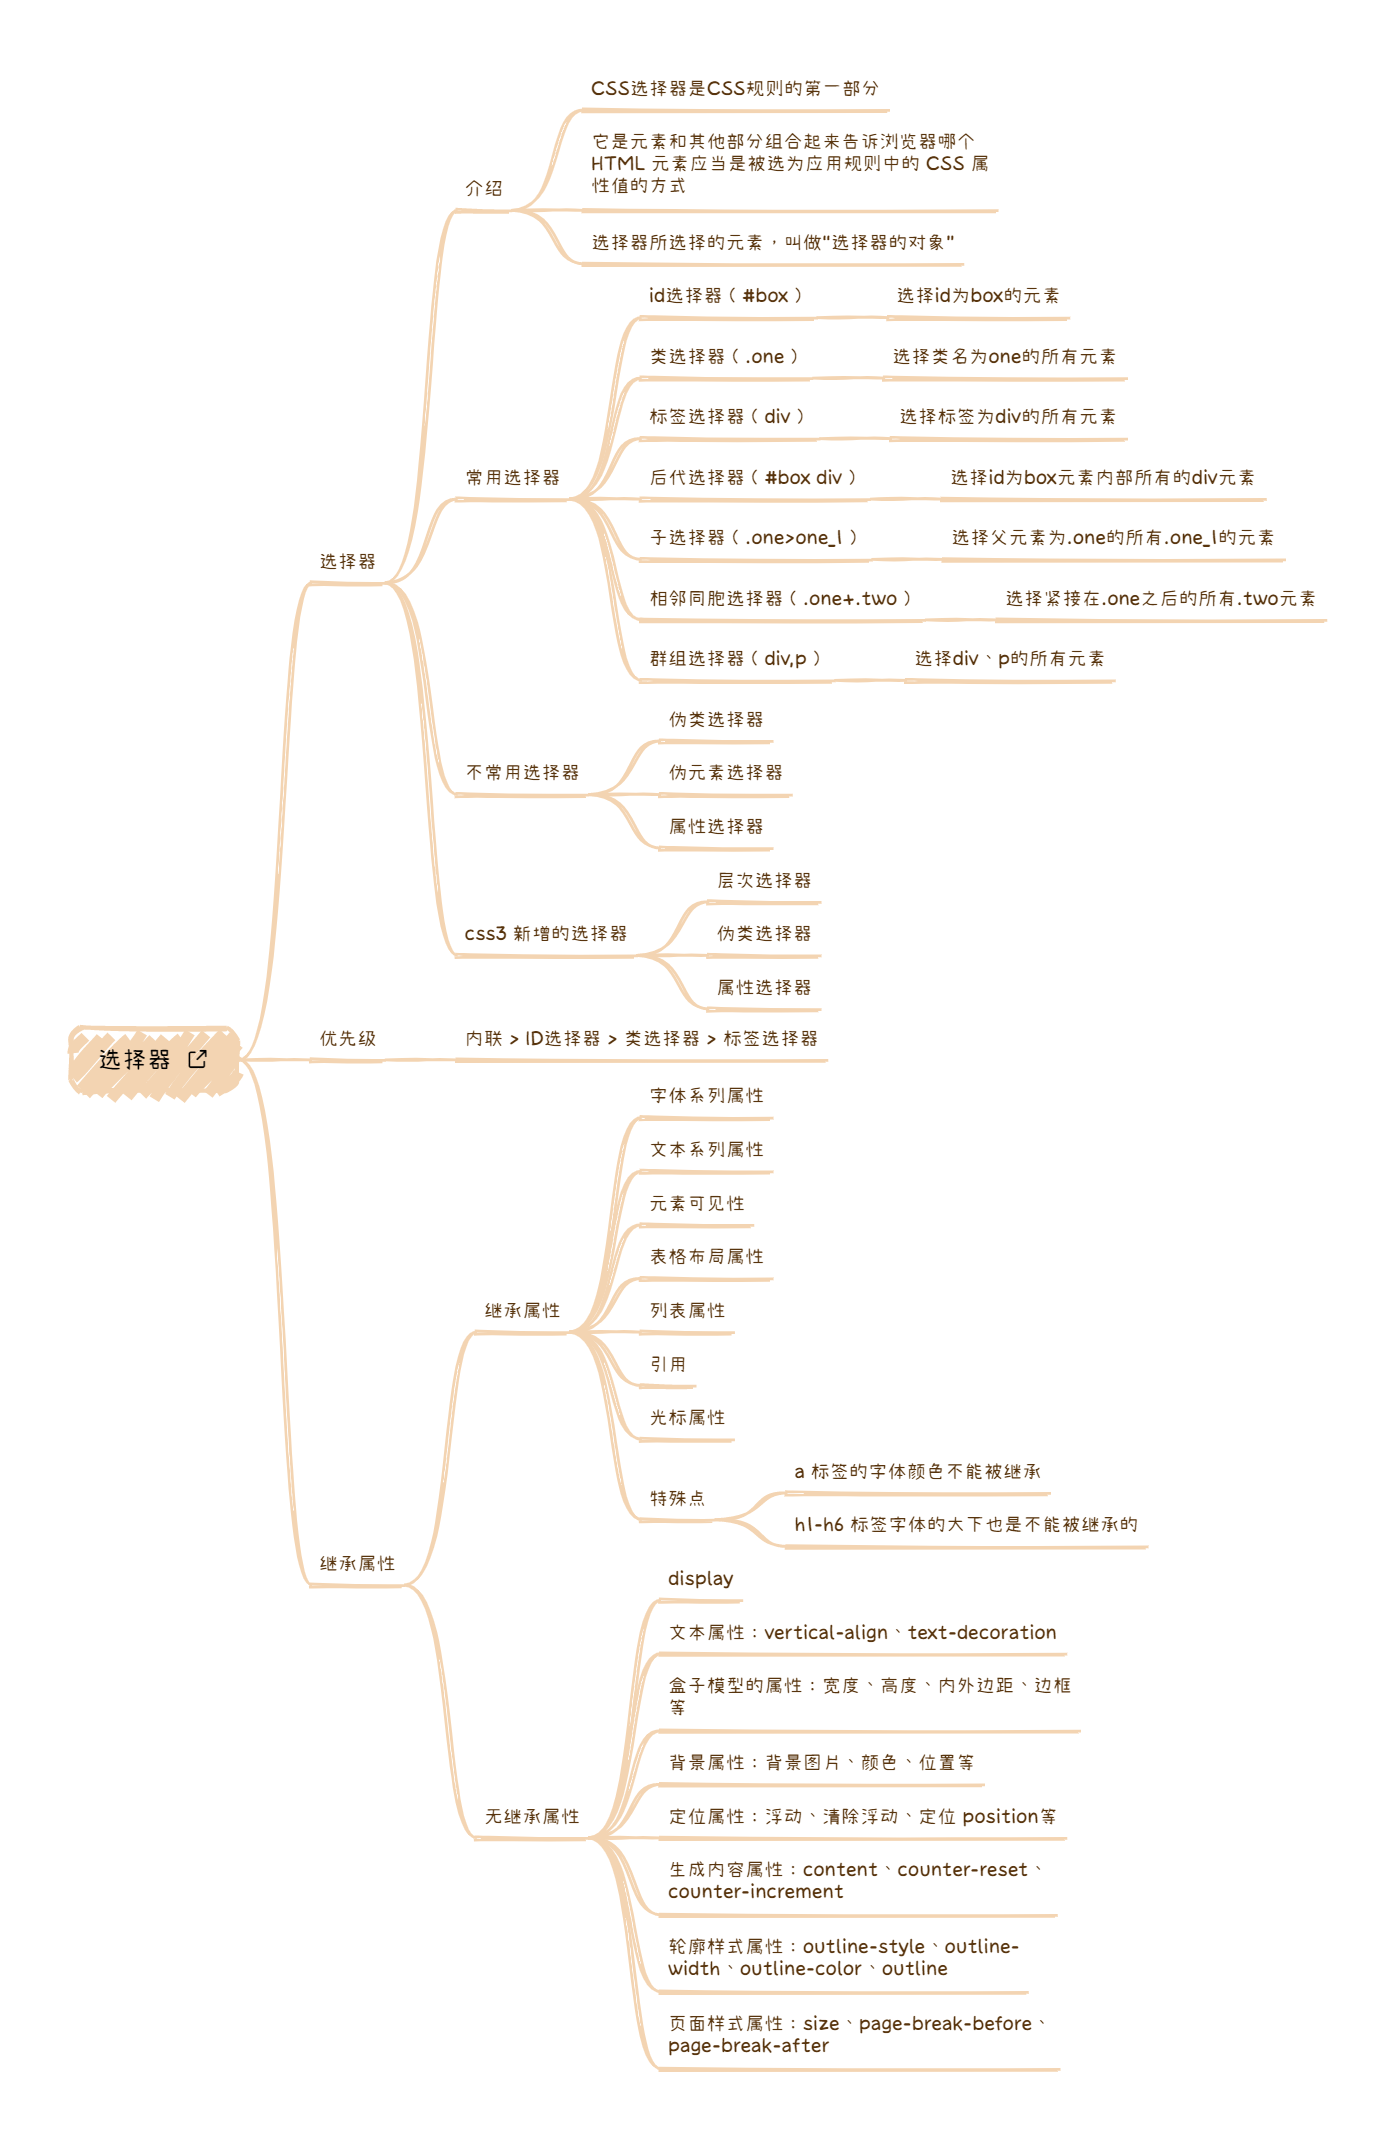 选择器
选择器
介绍
CSS选择器是CSS规则的第一部分
它是元素和其他部分组合起来告诉浏览器哪个
HTML 元素应当是被选为应用规则中的 CSS 属
性值的方式
选择器所选择的元素，叫做"选择器的对象"
常用选择器
id选择器（ #box ）
选择id为box的元素
类选择器（ .one ）
选择类名为one的所有元素
标签选择器（ div ）
选择标签为div的所有元素
后代选择器（ #box div ）
选择id为box元素内部所有的div元素
子选择器（ .one>one_1 ）
选择父元素为.one的所有.one_1的元素
相邻同胞选择器（ .one+.two ）
选择紧接在.one之后的所有.two元素
群组选择器（ div,p ）
选择div、p的所有元素
不常用选择器
伪类选择器
伪元素选择器
属性选择器
css3 新增的选择器
层次选择器
伪类选择器
属性选择器
优先级
内联 > ID选择器 > 类选择器 > 标签选择器
继承属性
继承属性
字体系列属性
文本系列属性
元素可见性
表格布局属性
列表属性
引用
光标属性
特殊点
a 标签的字体颜色不能被继承
h1-h6 标签字体的大下也是不能被继承的
无继承属性
display
文本属性：vertical-align、text-decoration
盒子模型的属性：宽度、高度、内外边距、边框
等
背景属性：背景图片、颜色、位置等
定位属性：浮动、清除浮动、定位 position等
生成内容属性：content、counter-reset、
counter-increment
轮廓样式属性：outline-style、outline-
width、outline-color、outline
页面样式属性：size、page-break-before、
page-break-after